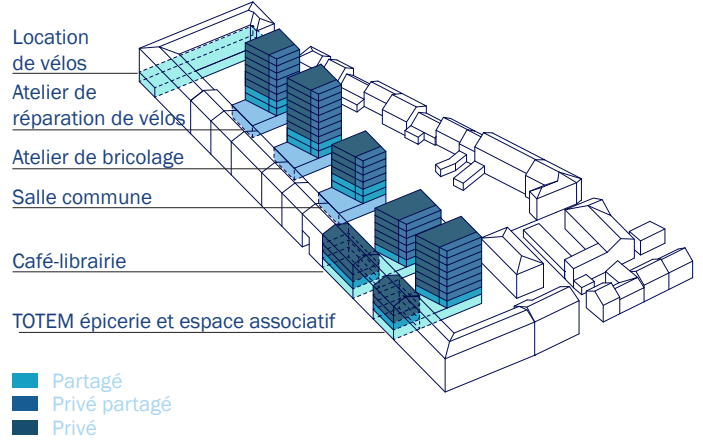 Location
de vélos
Atelier de
réparation de vélos
Atelier de bricolage
Salle commune
Café-librairie
TOTEM épicerie et espace associatif
Partagé
Privé partagé
Privé